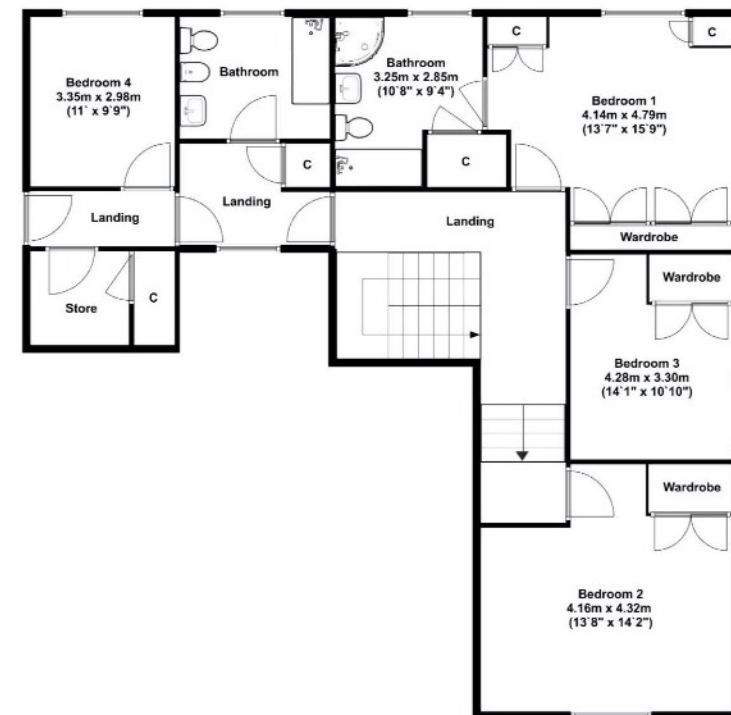 Bedroom 4
3.35m x 2.98m
(11` x 9`9")
Bathroom
Bathroom
3.25m x 2.85m
(10`8" x 9`4")
C
C
Bedroom 1
4.14m x 4.79m
(13`7" x 15`9")
C
C
Landing
Landing
Landing
Wardrobe
Store
C
Wardrobe
Bedroom 3
4.28m x 3.30m
(14`1" x 10`10")
Wardrobe
Bedroom 2
4.16m x 4.32m
(13`8" x 14`2")